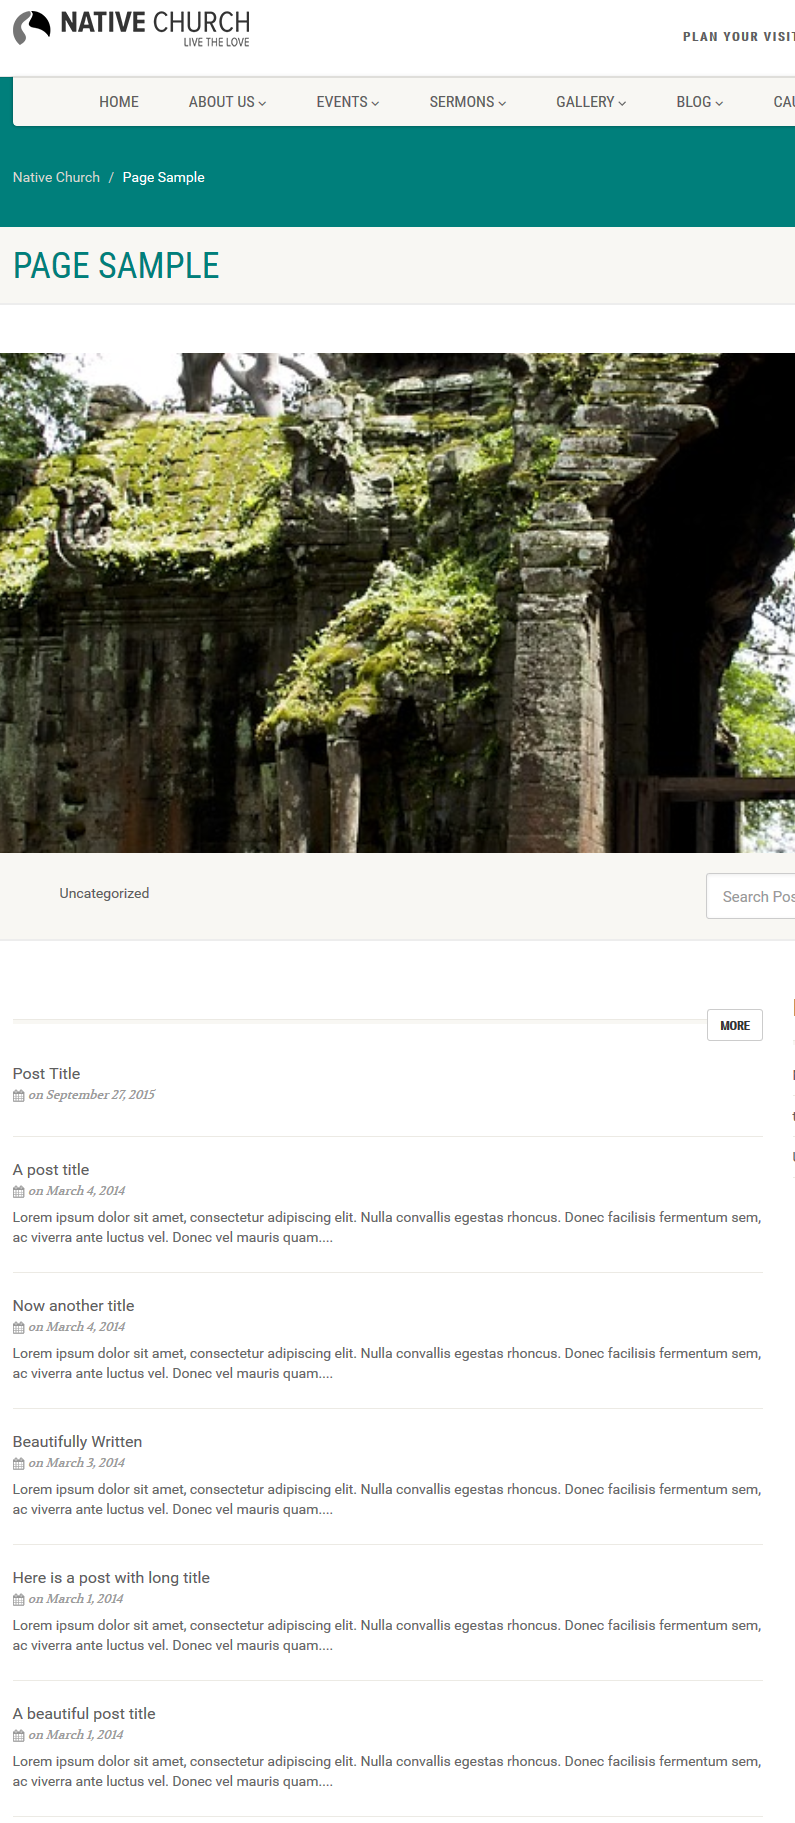 NATIVE CHURCH
LIVE THE LOVE
PLAN YOUR VISIT
HOME ABOUT US EVENTS SERMONS GALLERY BLOG
Native Church / Page Sample
PAGE SAMPLE
Uncategorized
Search
MORE
Post Title
on September 27, 2015
A post title
on March 4, 2014
Lorem ipsum dolor sit amet, consectetur adipiscing elit. Nulla convallis egestas rhoncus. Donec facilisis fermentum sem,
ac viverra ante luctus vel. Donec vel mauris quam....
Now another title
on March 4, 2014
Lorem ipsum dolor sit amet, consectetur adipiscing elit. Nulla convallis egestas rhoncus. Donec facilisis fermentum sem,
ac viverra ante luctus vel. Donec vel mauris quam....
Beautifully Written
on March 3, 2014
Lorem ipsum dolor sit amet, consectetur adipiscing elit. Nulla convallis egestas rhoncus. Donec facilisis fermentum sem,
ac viverra ante luctus vel. Donec vel mauris quam....
Here is a post with long title
on March 1, 2014
Lorem ipsum dolor sit amet, consectetur adipiscing elit. Nulla convallis egestas rhoncus. Donec facilisis fermentum sem,
ac viverra ante luctus vel. Donec vel mauris quam....
A beautiful post title
on March 1, 2014
Lorem ipsum dolor sit amet, consectetur adipiscing elit. Nulla convallis egestas rhoncus. Donec facilisis fermentum sem,
ac viverra ante luctus vel. Donec vel mauris quam....